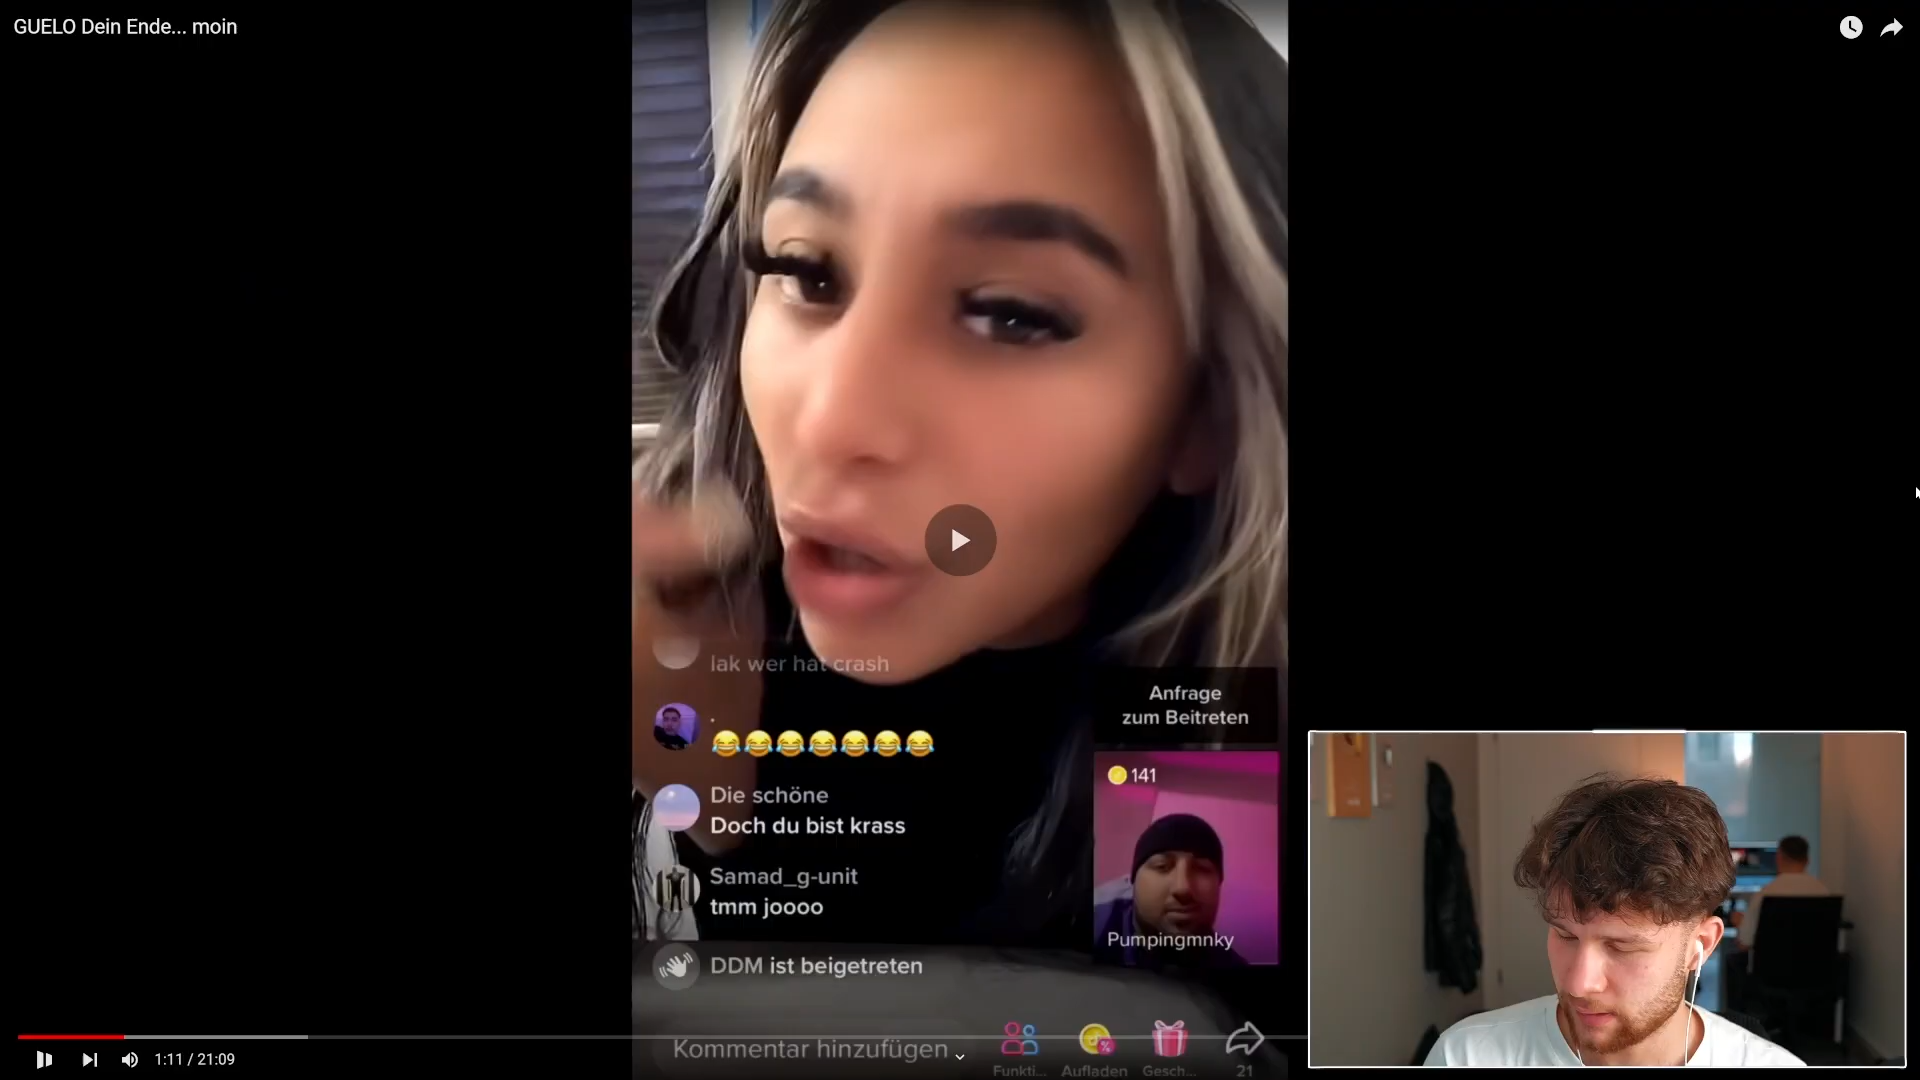 GUELO Dein Ende... moin
lak wer hat crash
.
😂😂😂😂😂😂😂
Die schöne
Doch du bist krass
Samad_g-unit
tmm joooo
DDM ist beigetreten
Anfrage
zum Beitreten
141
Pumpingmnky
Kommentar hinzufügen
Funkti...
Aufladen
Gesch...
21
1:11 / 21:09